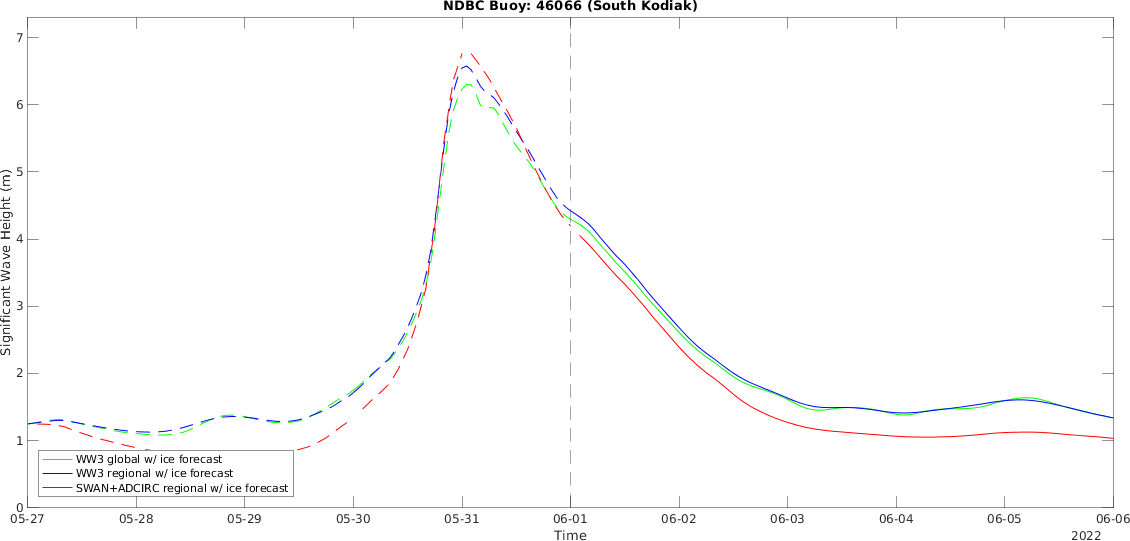 NDBC Buoy: 46066 (South Kodiak)
Significant Wave Height (m)
7
6
5
4
3
2
1
0
WW3 global w/ ice forecast
WW3 regional w/ ice forecast
SWAN+ADCIRC regional w/ ice forecast
05-27 05-28 05-29 05-30 05-31 06-01 06-02 06-03 06-04 06-05 06-06
Time
2022